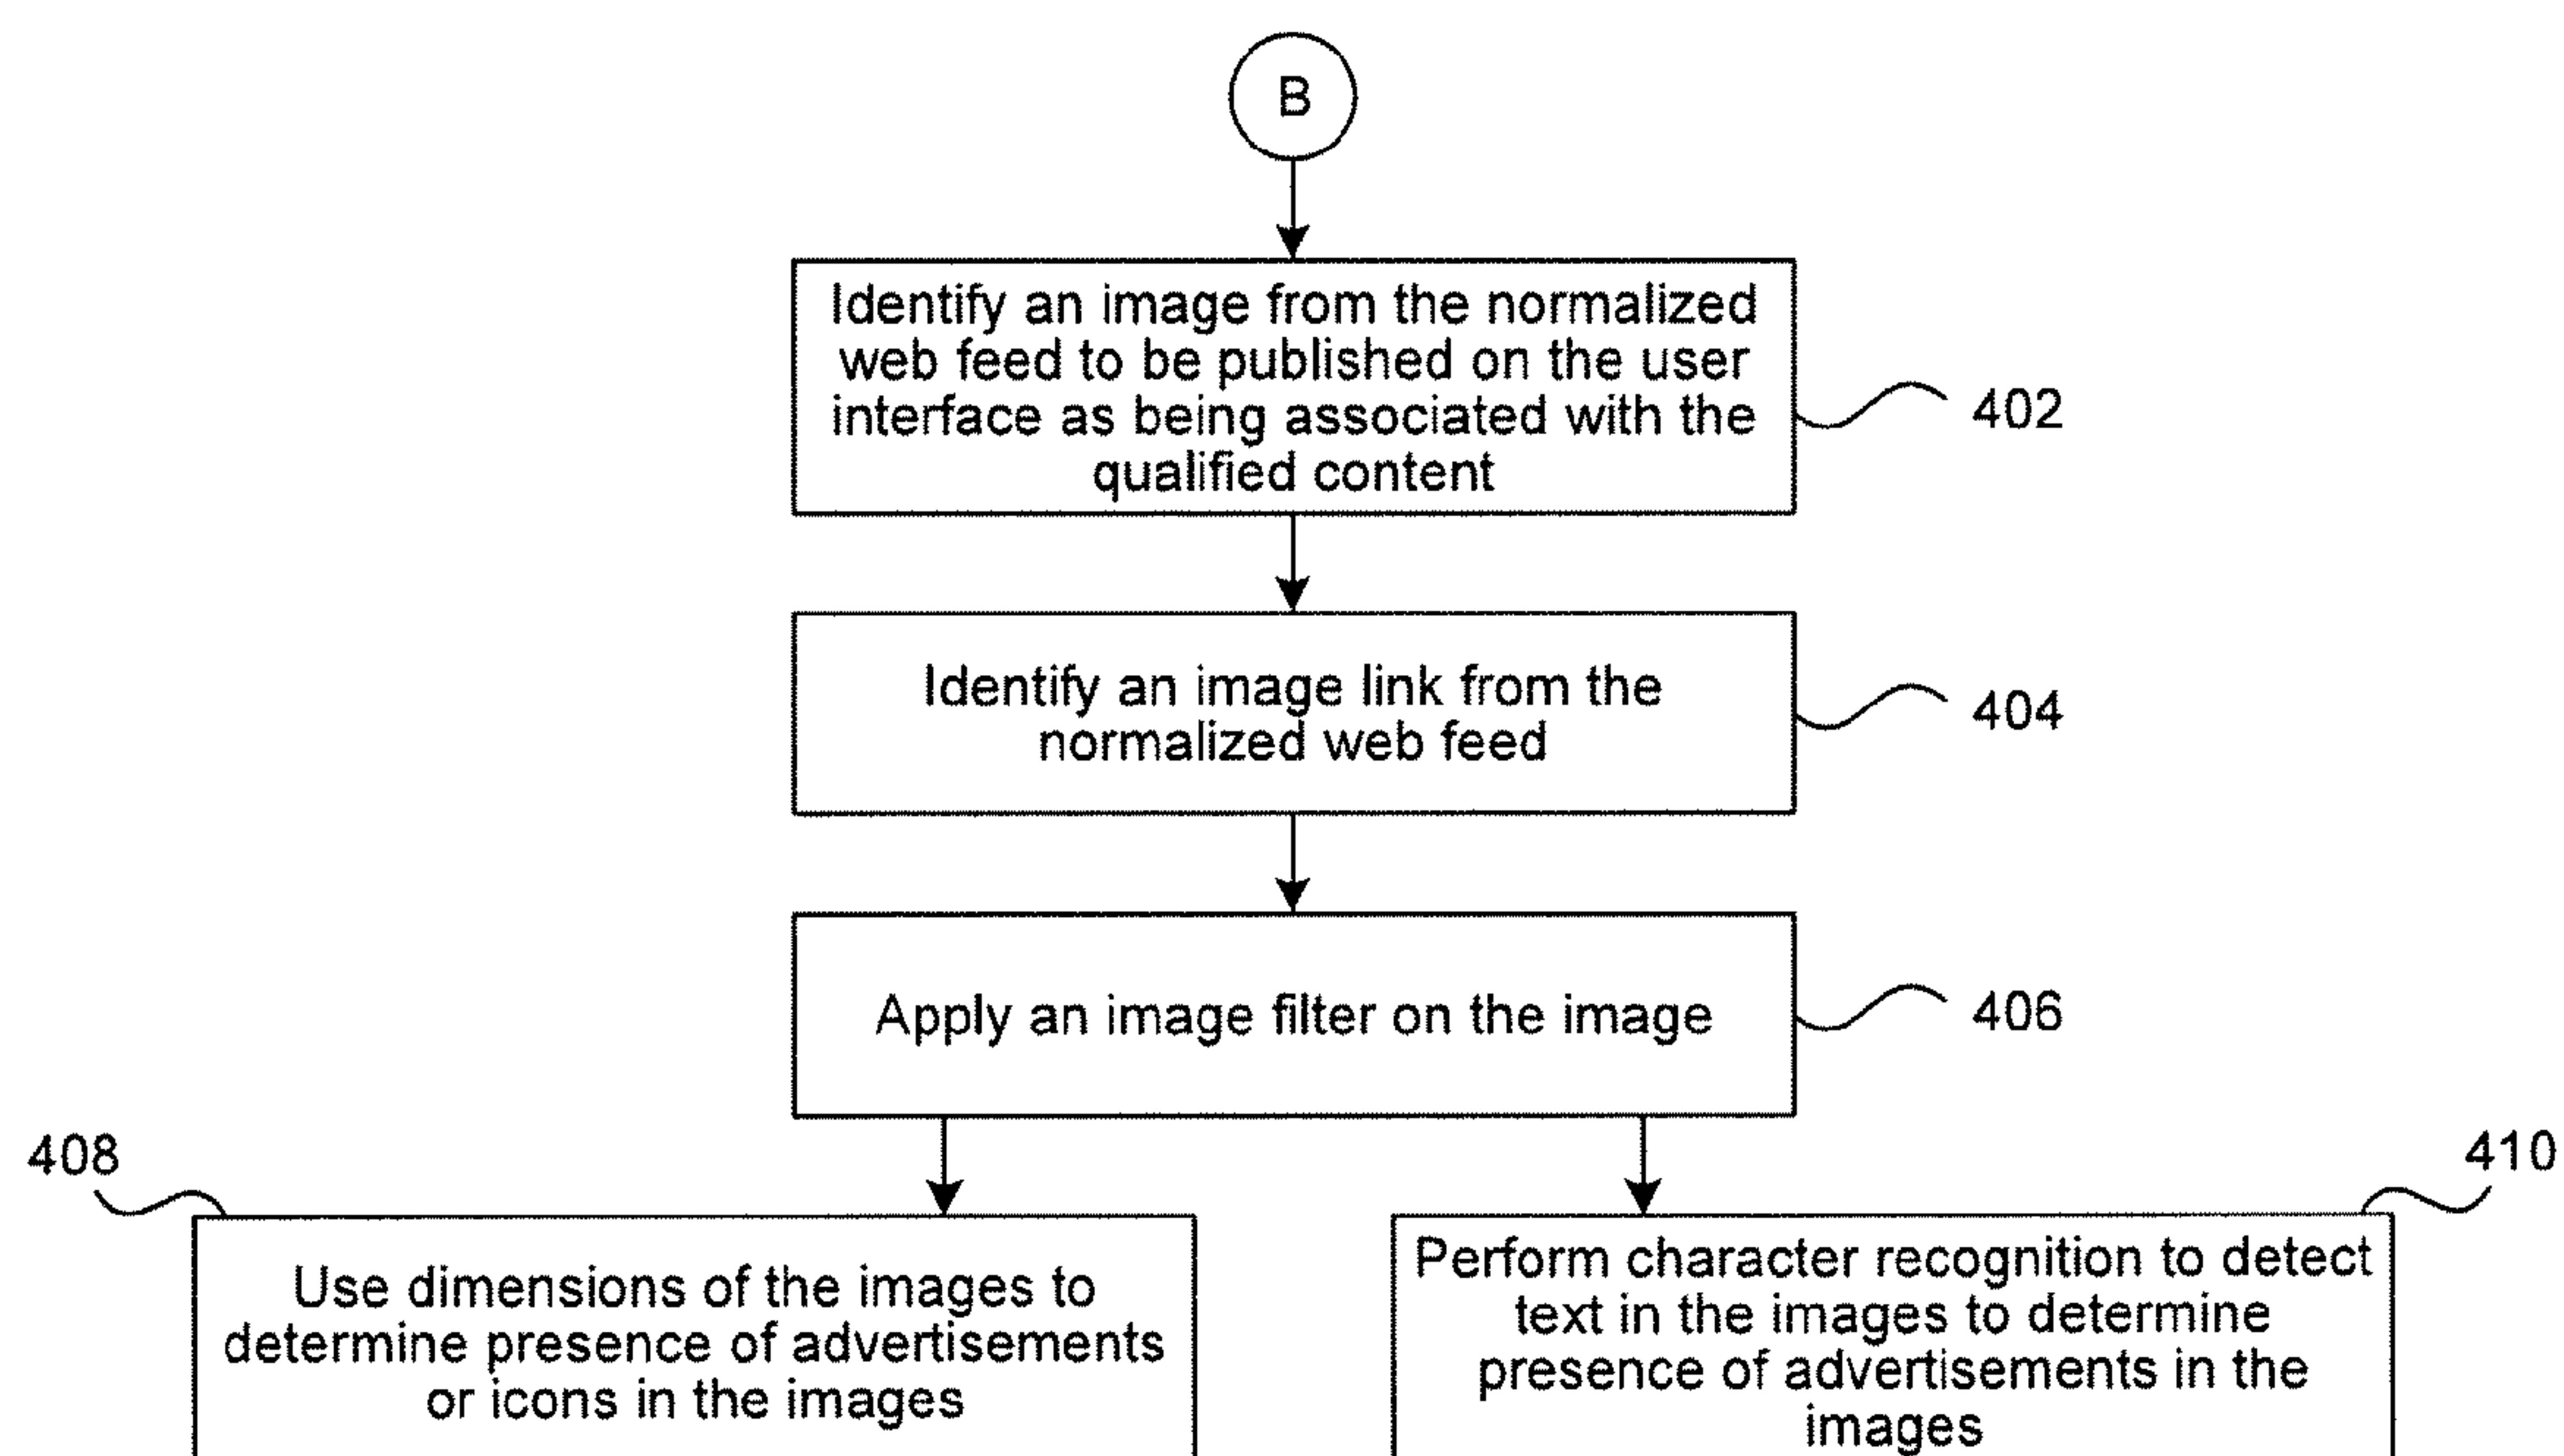 B
Identify an image from the normalized
web feed to be published on the user
interface as being associated with the
qualified content
402
Identify an image link from the
normalized web feed
404
Apply an image filter on the image
406
408
Use dimensions of the images to
determine presence of advertisements
or icons in the images
410
Perform character recognition to detect
text in the images to determine
presence of advertisements in the
images